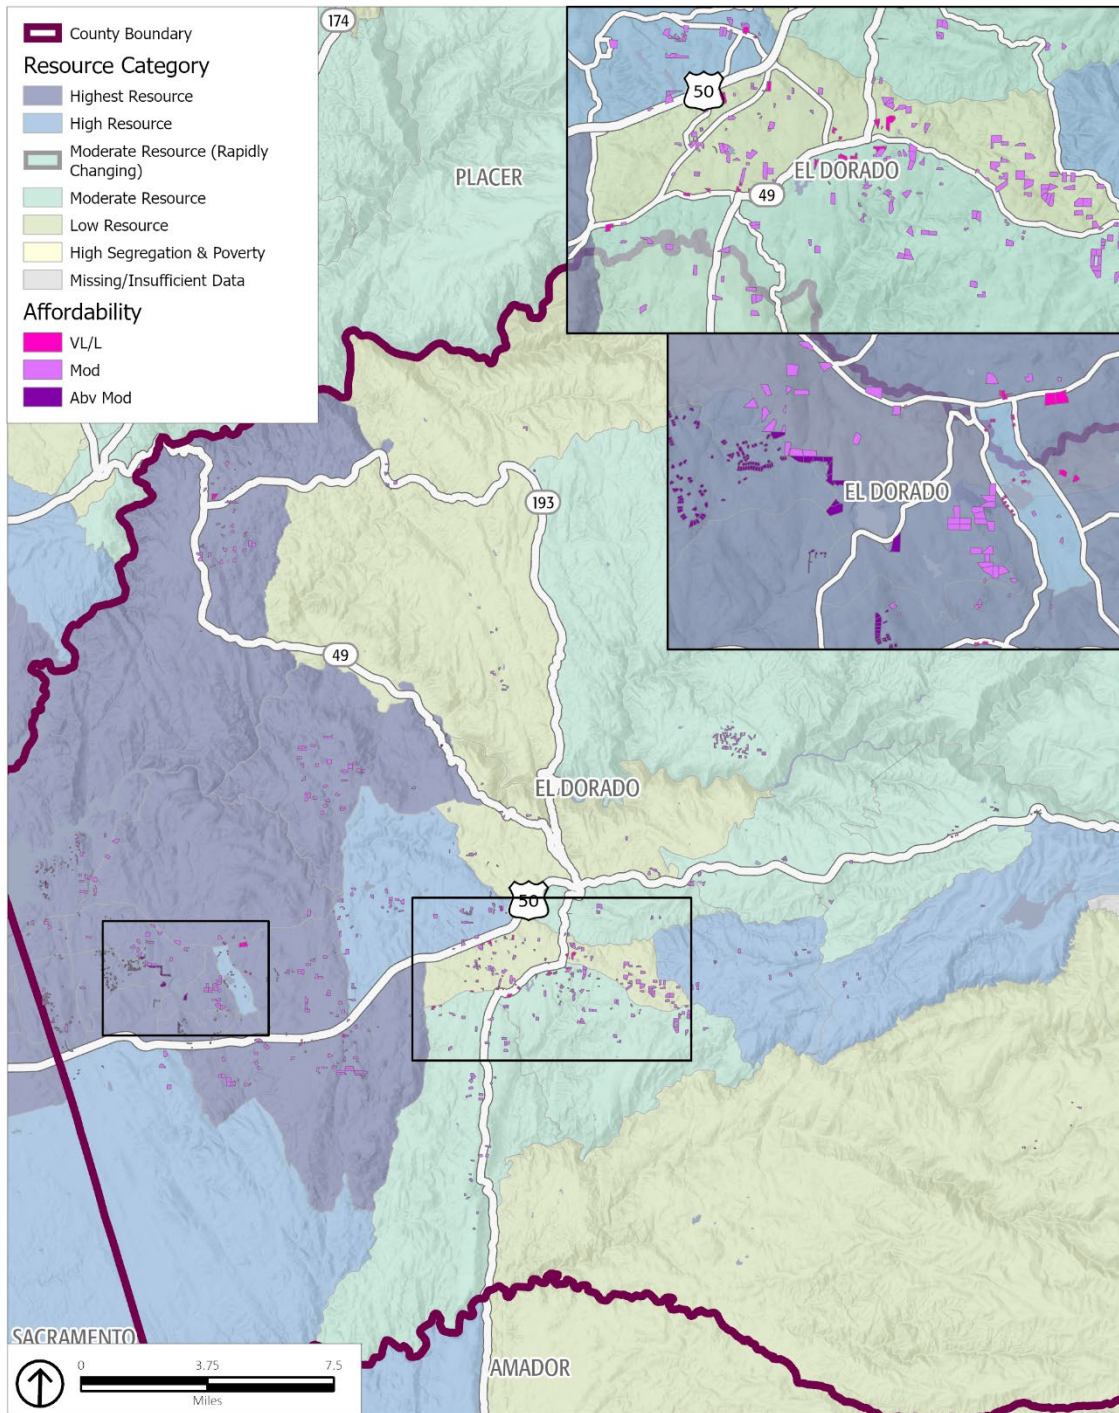 County Boundary
Resource Category
Highest Resource
High Resource
Moderate Resource (Rapidly
Changing)
Moderate Resource
Low Resource
High Segregation & Poverty
Missing/Insufficient Data
Affordability
VL/L
Mod
Abv Mod
174
PLACER
50
EL DORADO
49
EL DORADO
193
49
EL DORADO
50
SACRAMENTO
AMADOR
0 3.75 7.5
Miles